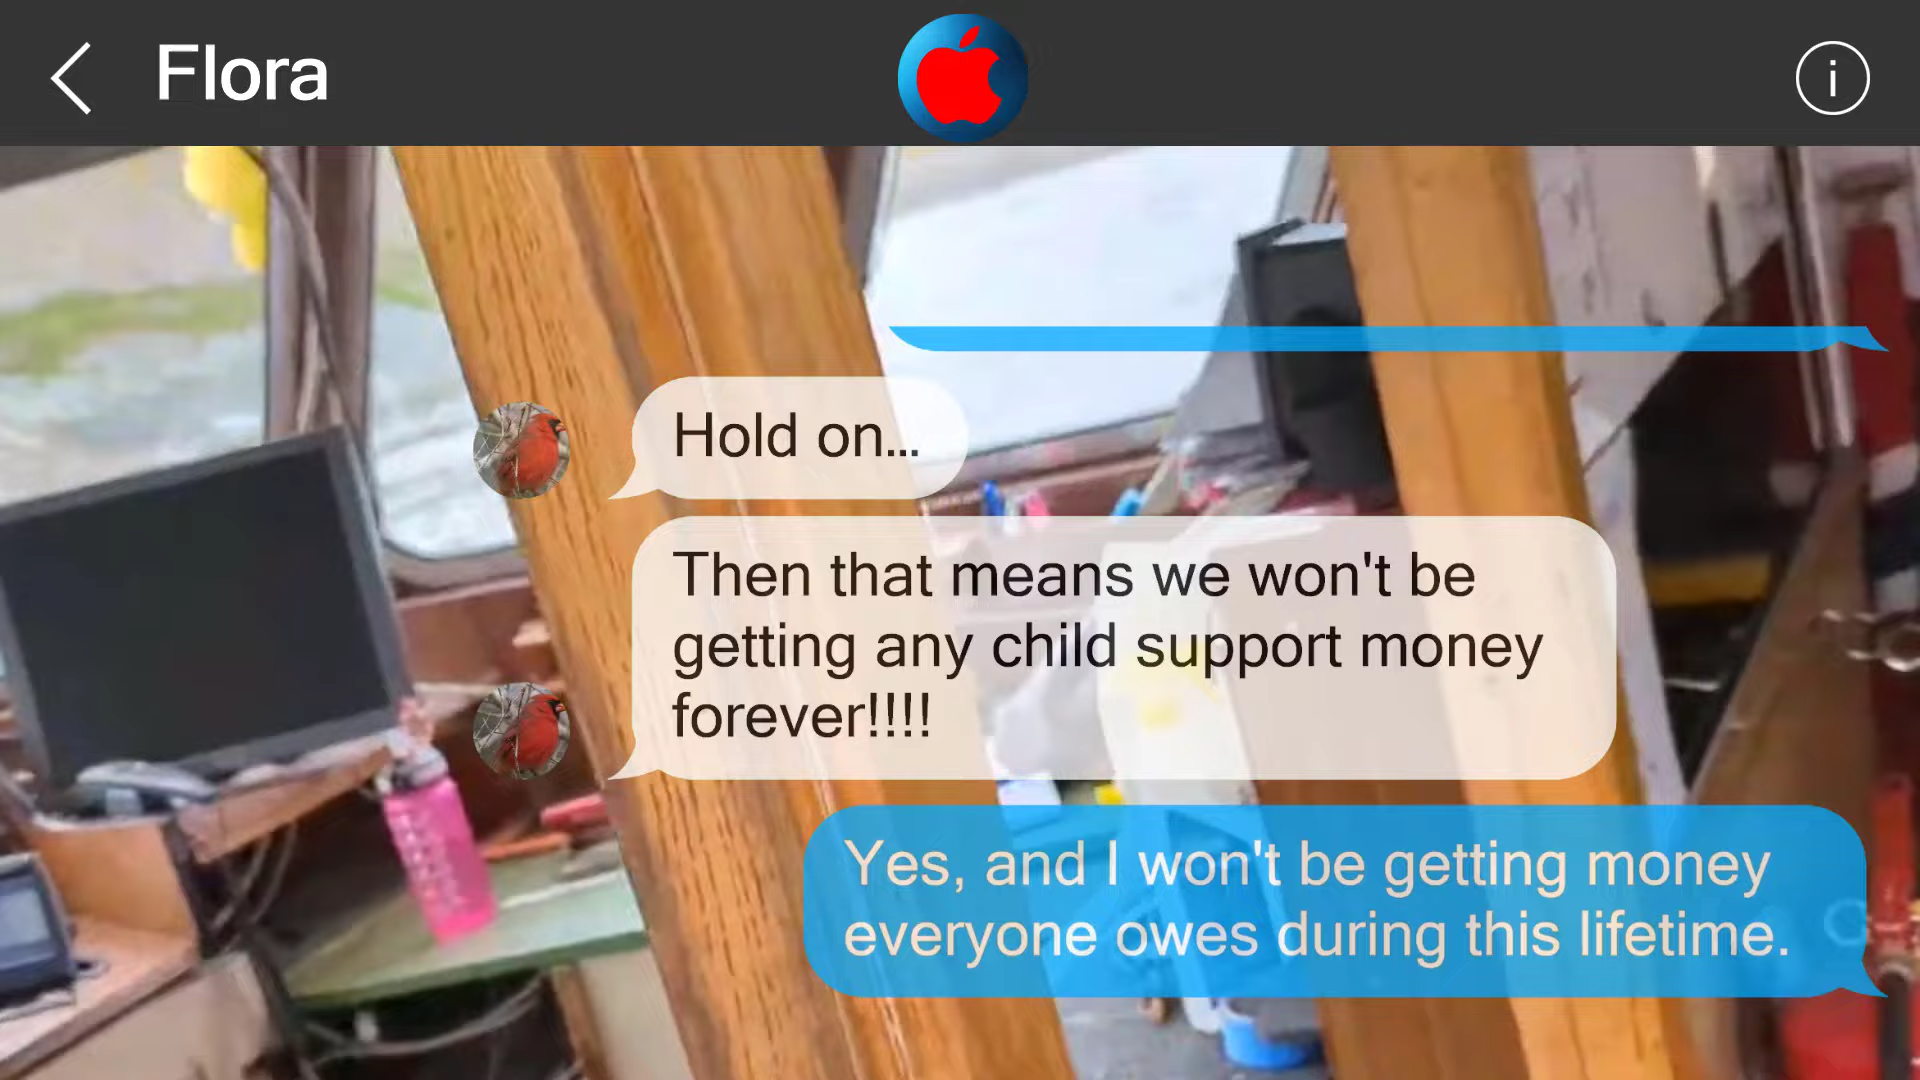 Flora
i
Hold on...
Then that means we won't be
getting any child support money
forever!!!!
Yes, and I won't be getting money
everyone owes during this lifetime.